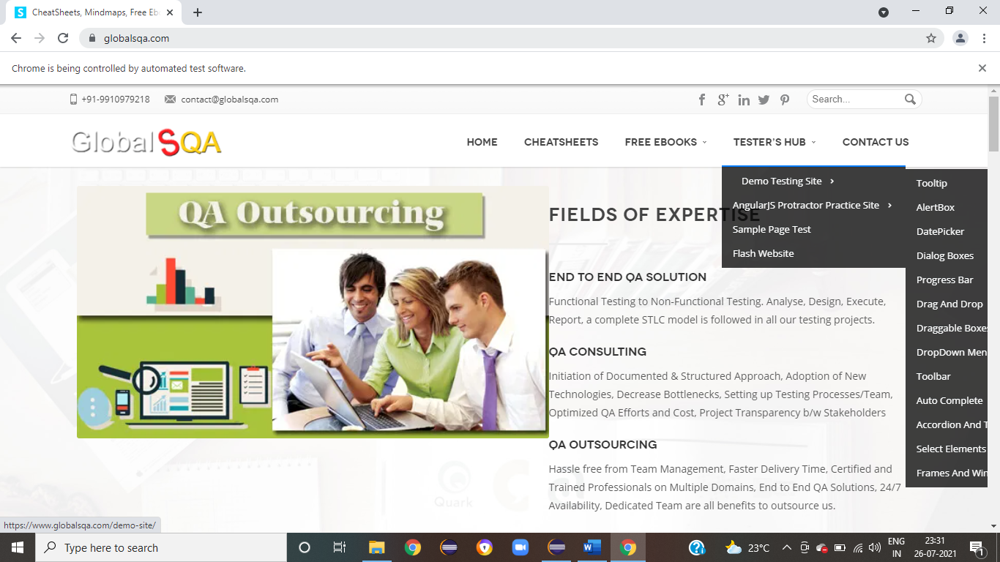 CheatSheets, Mindmaps, Free Eb
globalsqa.com
Chrome is being controlled by automated test software.
+91-9910979218 contact@globalsqa.com Search...
GlobalSQA
HOME CHEATSHEETS FREE EBOOKS TESTER'S HUB CONTACT US
Demo Testing Site
AngularJS Protractor Practice Site
Sample Page Test
Flash Website
Tooltip
AlertBox
DatePicker
Dialog Boxes
Progress Bar
Drag And Drop
Draggable Boxes
DropDown Men
Toolbar
Auto Complete
Accordion And T
Select Elements
Frames And Win
QA Outsourcing
FIELDS OF EXPERTISE
END TO END QA SOLUTION
Functional Testing to Non-Functional Testing. Analyse, Design, Execute,
Report, a complete STLC model is followed in all our testing projects.
QA CONSULTING
Initiation of Documented & Structured Approach, Adoption of New
Technologies, Decrease Bottlenecks, Setting up Testing Processes/Team,
Optimized QA Efforts and Cost, Project Transparency b/w Stakeholders
QA OUTSOURCING
Hassle free from Team Management, Faster Delivery Time, Certified and
Trained Professionals on Multiple Domains, End to End QA Solutions, 24/7
Availability, Dedicated Team are all benefits to outsource us.
Quark
https://www.globalsqa.com/demo-site/
Type here to search
23°C
ENG
IN
23:31
26-07-2021
1